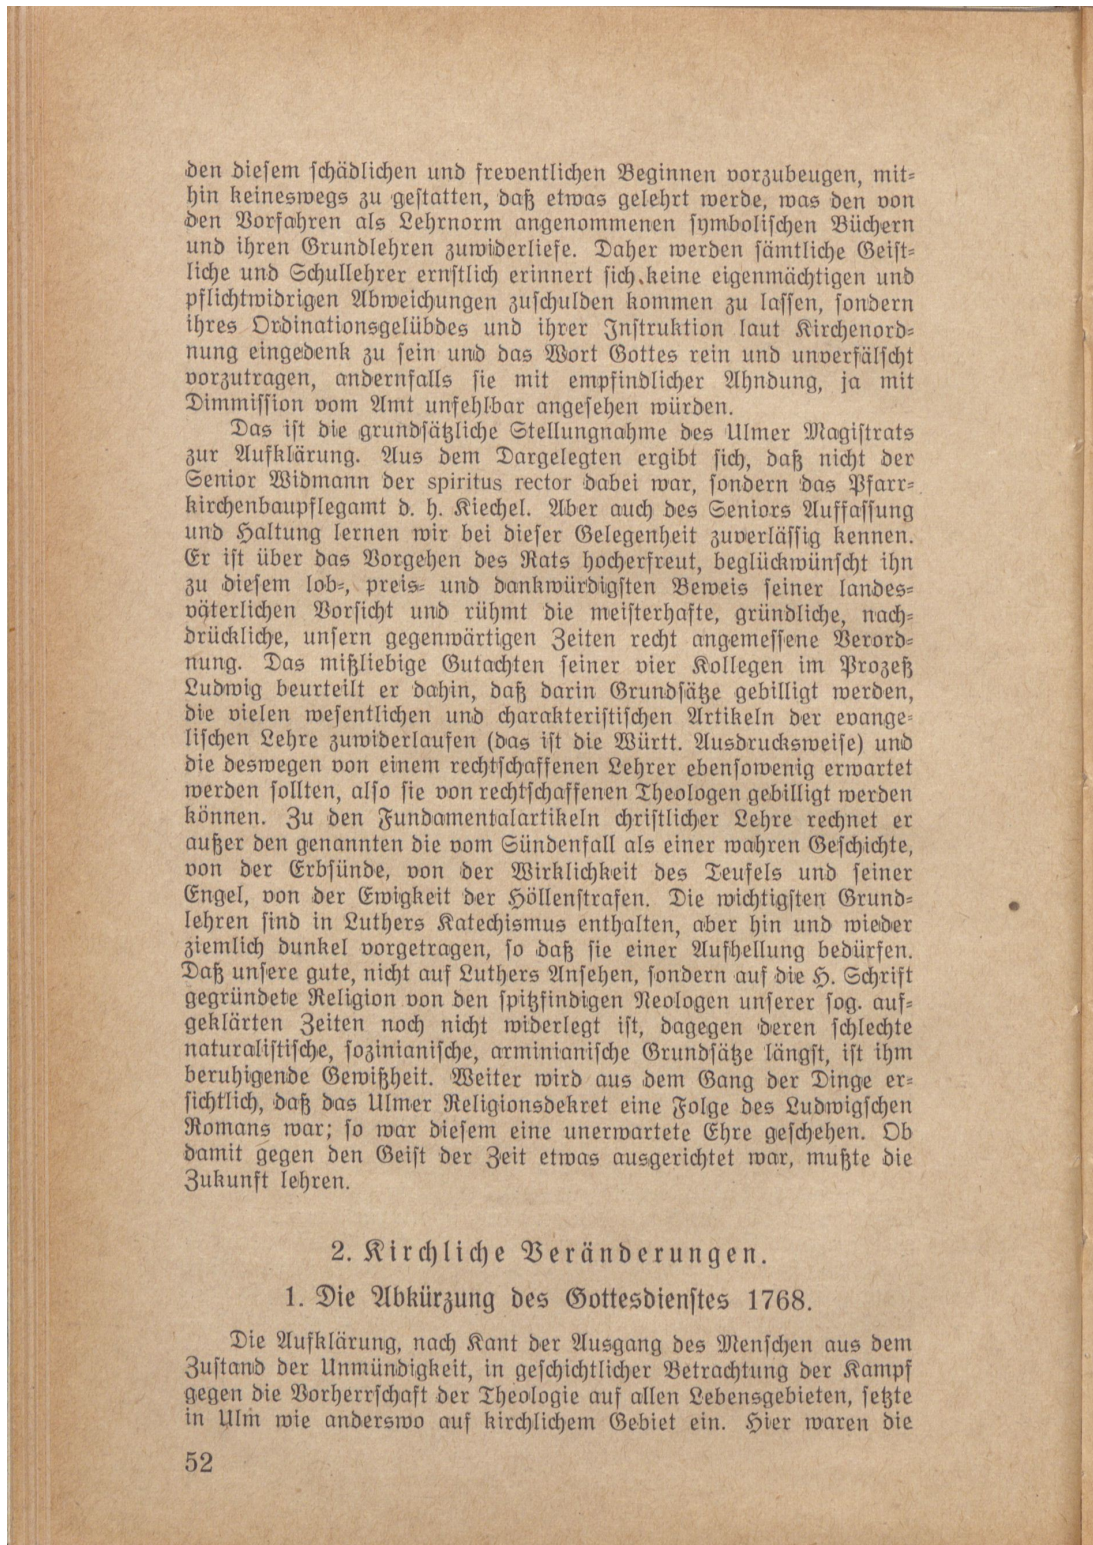 den diesem schädlichen und freventlichen Beginnen vorzubeugen, mit-
hin keineswegs zu gestatten, daß etwas gelehrt werde, was den von
den Vorfahren als Lehrnorm angenommenen symbolischen Büchern
und ihren Grundlehren zuwiderliefe. Daher werden sämtliche Geist-
liche und Schullehrer ernstlich erinnert sich keine eigenmächtigen und
pflichtwidrigen Abweichungen zuschulden kommen zu lassen, sondern
ihres Ordinationsgelübdes und ihrer Instruktion laut Kirchenord-
nung eingedenk zu sein und das Wort Gottes rein und unverfälscht
vorzutragen, andernfalls sie mit empfindlicher Ahndung, ja mit
Dimmission vom Amt unfehlbar angesehen würden.
Das ist die grundsätzliche Stellungnahme des Ulmer Magistrats
zur Aufklärung. Aus dem Dargelegten ergibt sich, daß nicht der
Senior Widmann der spiritus rector dabei war, sondern das Pfarr-
kirchenbaupflegamt d. h. Kiechel. Aber auch des Seniors Auffassung
und Haltung lernen wir bei dieser Gelegenheit zuverlässig kennen.
Er ist über das Vorgehen des Rats hocherfreut, beglückwünscht ihn
zu diesem lob-, preis- und dankwürdigsten Beweis seiner landes-
väterlichen Vorsicht und rühmt die meisterhafte, gründliche, nach-
drückliche, unsern gegenwärtigen Zeiten recht angemessene Verord-
nung. Das mißliebige Gutachten seiner vier Kollegen im Prozeß
Ludwig beurteilt er dahin, daß darin Grundsätze gebilligt werden,
die vielen wesentlichen und charakteristischen Artikeln der evange-
lischen Lehre zuwiderlaufen (das ist die Württ. Ausdrucksweise) und
die deswegen von einem rechtschaffenen Lehrer ebensowenig erwartet
werden sollten, also sie von rechtschaffenen Theologen gebilligt werden
können. Zu den Fundamentalartikeln christlicher Lehre rechnet er
außer den genannten die vom Sündenfall als einer wahren Geschichte,
von der Erbsünde, von der Wirklichkeit des Teufels und seiner
Engel, von der Ewigkeit der Höllenstrafen. Die wichtigsten Grund-
lehren sind in Luthers Katechismus enthalten, aber hin und wieder
ziemlich dunkel vorgetragen, so daß sie einer Aufhellung bedürfen.
Daß unsere gute, nicht auf Luthers Ansehen, sondern auf die H. Schrift
gegründete Religion von den spitzfindigen Neologen unserer sog. auf-
geklärten Zeiten noch nicht widerlegt ist, dagegen deren schlechte
naturalistische, sozinianische, arminianische Grundsätze längst, ist ihm
beruhigende Gewißheit. Weiter wird aus dem Gang der Dinge er-
sichtlich, daß das Ulmer Religionsdekret eine Folge des Ludwigschen
Romans war; so war diesem eine unerwartete Ehre geschehen. Ob
damit gegen den Geist der Zeit etwas ausgerichtet war, mußte die
Zukunft lehren.
2. Kirchliche Veränderungen.
1. Die Abkürzung des Gottesdienstes 1768.
Die Aufklärung, nach Kant der Ausgang des Menschen aus dem
Zustand der Unmündigkeit, in geschichtlicher Betrachtung der Kampf
gegen die Vorherrschaft der Theologie auf allen Lebensgebieten, setzte
in Ulm wie anderswo auf kirchlichem Gebiet ein. Hier waren die
52